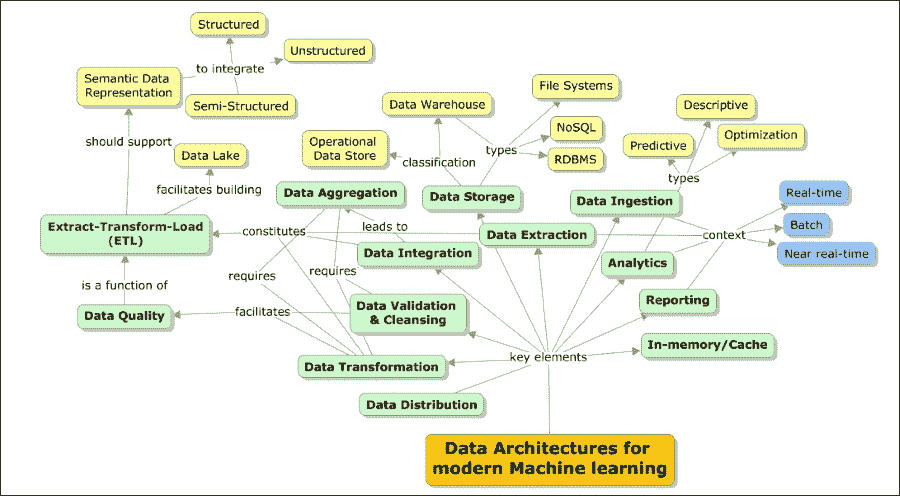 Structured
Unstructured
to integrate
Semantic Data
Representation
Semi-Structured
File Systems
Data Warehouse
Descriptive
should support
Operational
Data Store
NoSQL
types
RDBMS
classification
Predictive
Optimization
types
Data Lake
facilitates building
Data Aggregation
Data Storage
Data Ingestion
Real-time
Extract-Transform-Load
(ETL)
constitutes
leads to
Data Extraction
context
Batch
Data Integration
Analytics
Near real-time
requires
requires
is a function of
Data Quality
facilitates
Data Validation
& Cleansing
Reporting
In-memory/Cache
key elements
Data Transformation
Data Distribution
Data Architectures for
modern Machine learning